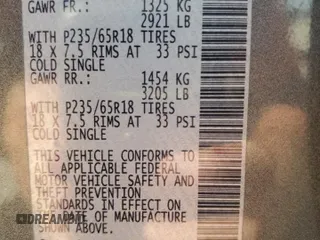 GAWR FR.: 1325 KG
2921 LB
WITH P235/65R18 TIRES
18 X 7.5 RIMS AT 33 PSI
COLD SINGLE
GAWR RR.: 1454 KG
3205 LB
WITH P235/65R18 TIRES
18 X 7.5 RIMS AT 33 PSI
COLD SINGLE
THIS VEHICLE CONFORMS TO
ALL APPLICABLE FEDERAL
MOTOR VEHICLE SAFETY AND
THEFT PREVENTION
STANDARDS IN EFFECT ON
DATE OF MANUFACTURE
SHOWN ABOVE.